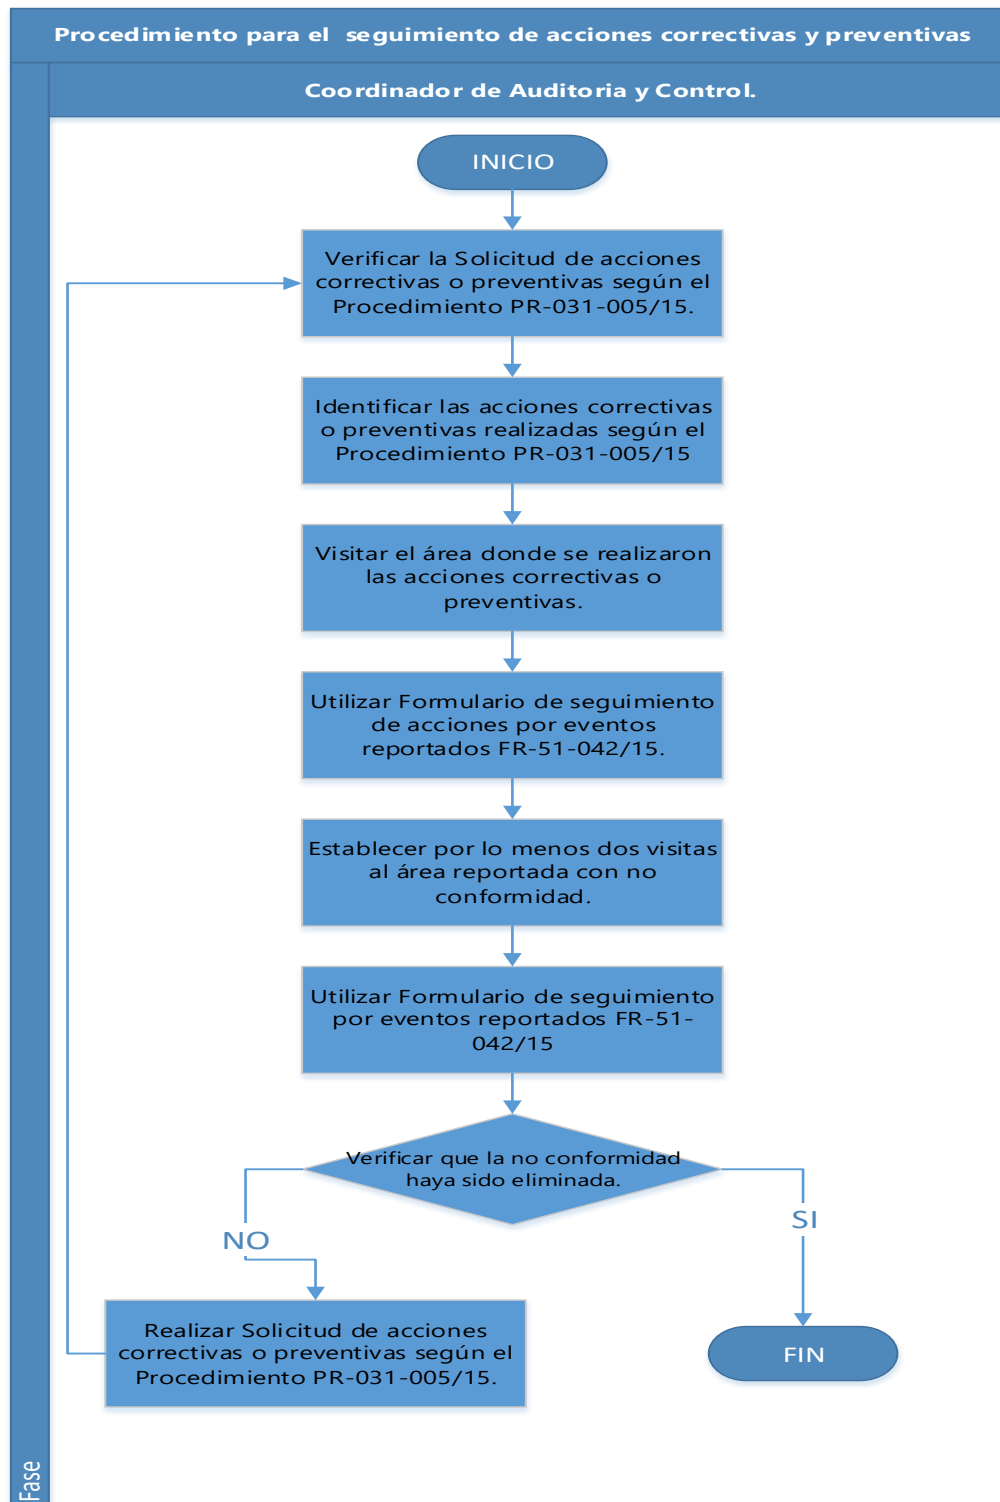 Procedimiento para el  seguimiento de acciones correctivas y preventivas
Coordinador de Auditoria y Control.
INICIO
Verificar la Solicitud de acciones
correctivas o preventivas según el
Procedimiento PR-031-005/15.
Identificar las acciones correctivas
o preventivas realizadas según el
Procedimiento PR-031-005/15
Visitar el área donde se realizaron
las acciones correctivas o
preventivas.
Utilizar Formulario de seguimiento
de acciones por eventos
reportados FR-51-042/15.
Establecer por lo menos dos visitas
al área reportada con no
conformidad.
Utilizar Formulario de seguimiento
por eventos reportados FR-51-
042/15
Verificar que la no conformidad
haya sido eliminada.
NO
SI
Realizar Solicitud de acciones
correctivas o preventivas según el
Procedimiento PR-031-005/15.
FIN
Fase